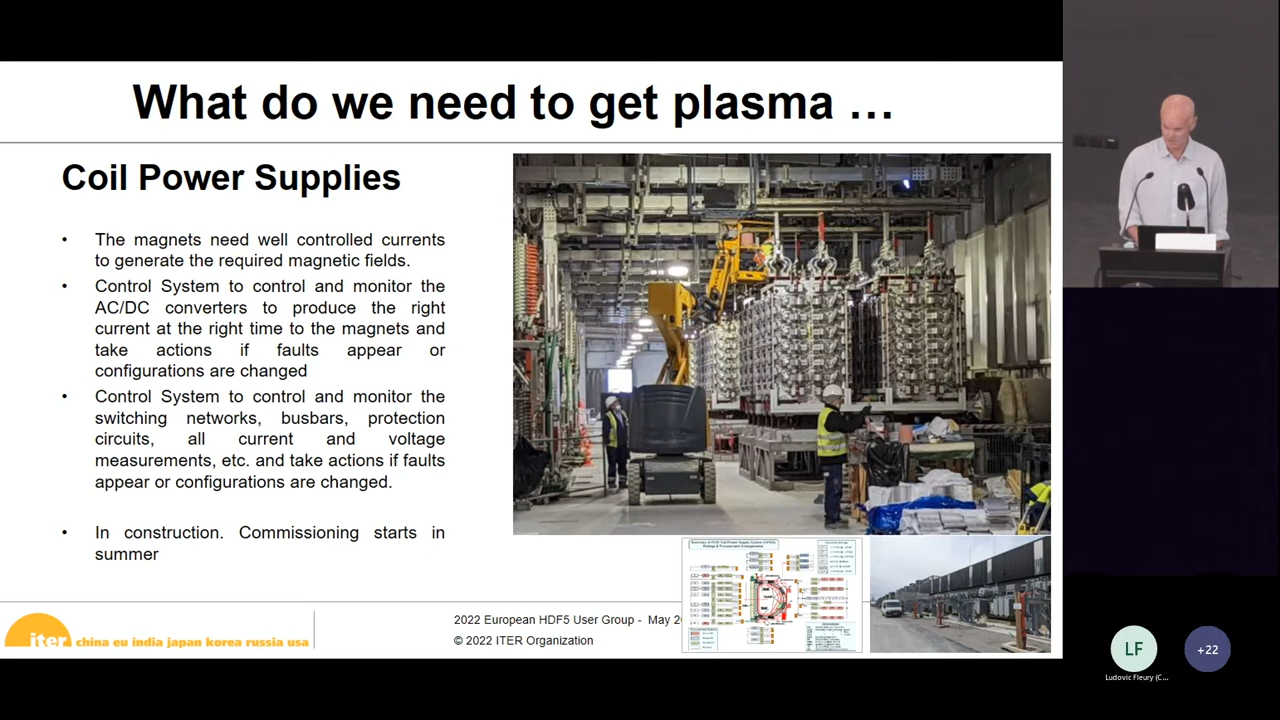 What do we need to get plasma …
Coil Power Supplies
• The magnets need well controlled currents
to generate the required magnetic fields.
• Control System to control and monitor the
AC/DC converters to produce the right
current at the right time to the magnets and
take actions if faults appear or
configurations are changed
• Control System to control and monitor the
switching networks, busbars, protection
circuits, all current and voltage
measurements, etc. and take actions if faults
appear or configurations are changed.
• In construction. Commissioning starts in
summer
iter china eu india japan korea russia usa
2022 European HDF5 User Group - May 2
© 2022 ITER Organization
LF
+22
Ludovic Fleury (C...